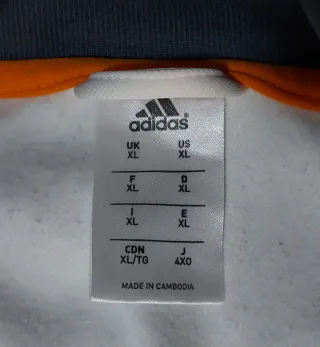 adidas
UK US
XL XL
F D
XL XL
I E
XL XL
CDN J
XL/TG 4XO
MADE IN CAMBODIA